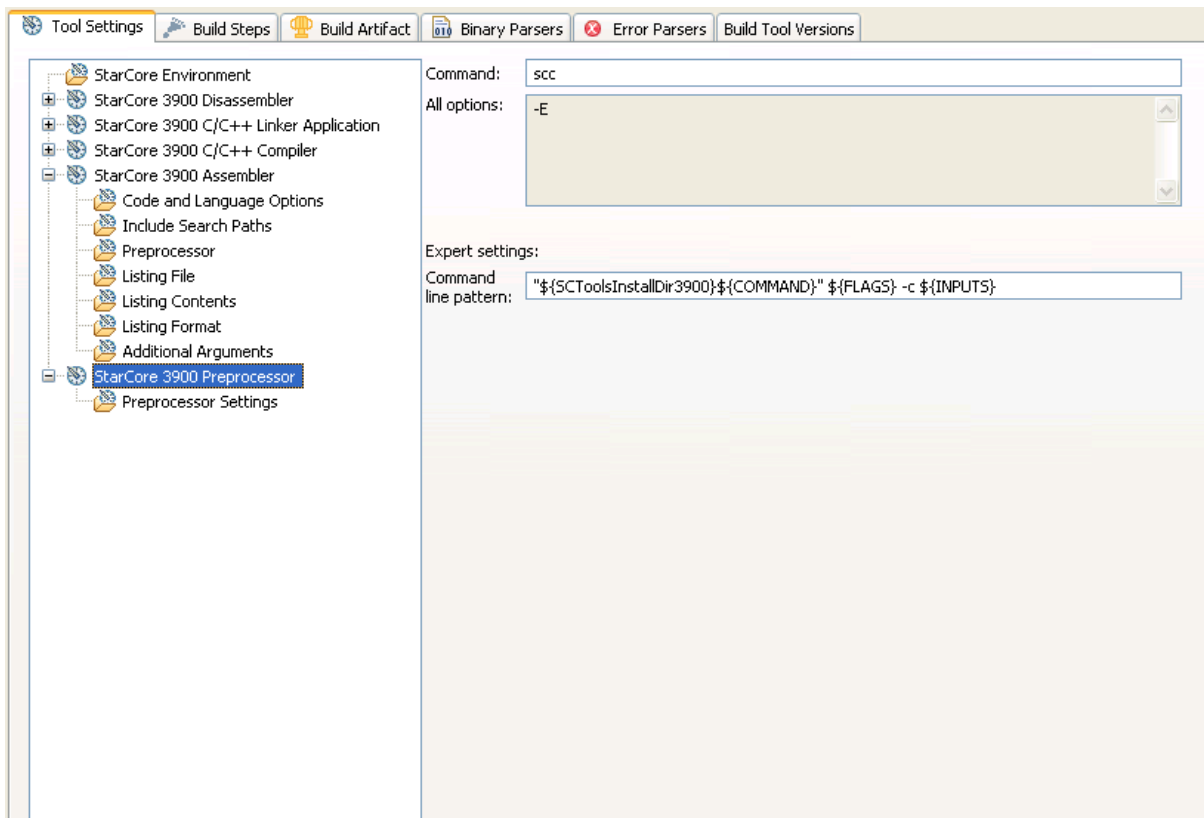 Tool Settings
Build Steps
Build Artifact
Binary Parsers
Error Parsers
Build Tool Versions
StarCore Environment
StarCore 3900 Disassembler
StarCore 3900 C/C++ Linker Application
StarCore 3900 C/C++ Compiler
StarCore 3900 Assembler
Code and Language Options
Include Search Paths
Preprocessor
Listing File
Listing Contents
Listing Format
Additional Arguments
StarCore 3900 Preprocessor
Preprocessor Settings
Command:
scc
All options:
-E
Expert settings:
Command
line pattern:
"${SCToolsInstallDir3900}${COMMAND}" ${FLAGS} -c ${INPUTS}